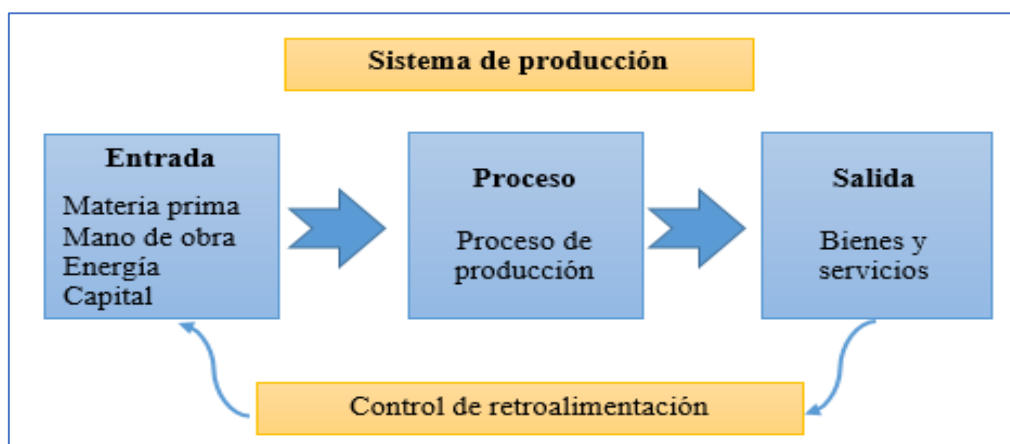 Sistema de producción
Entrada
Materia prima
Mano de obra
Energía
Capital
Proceso
Proceso de
producción
Salida
Bienes y
servicios
Control de retroalimentación